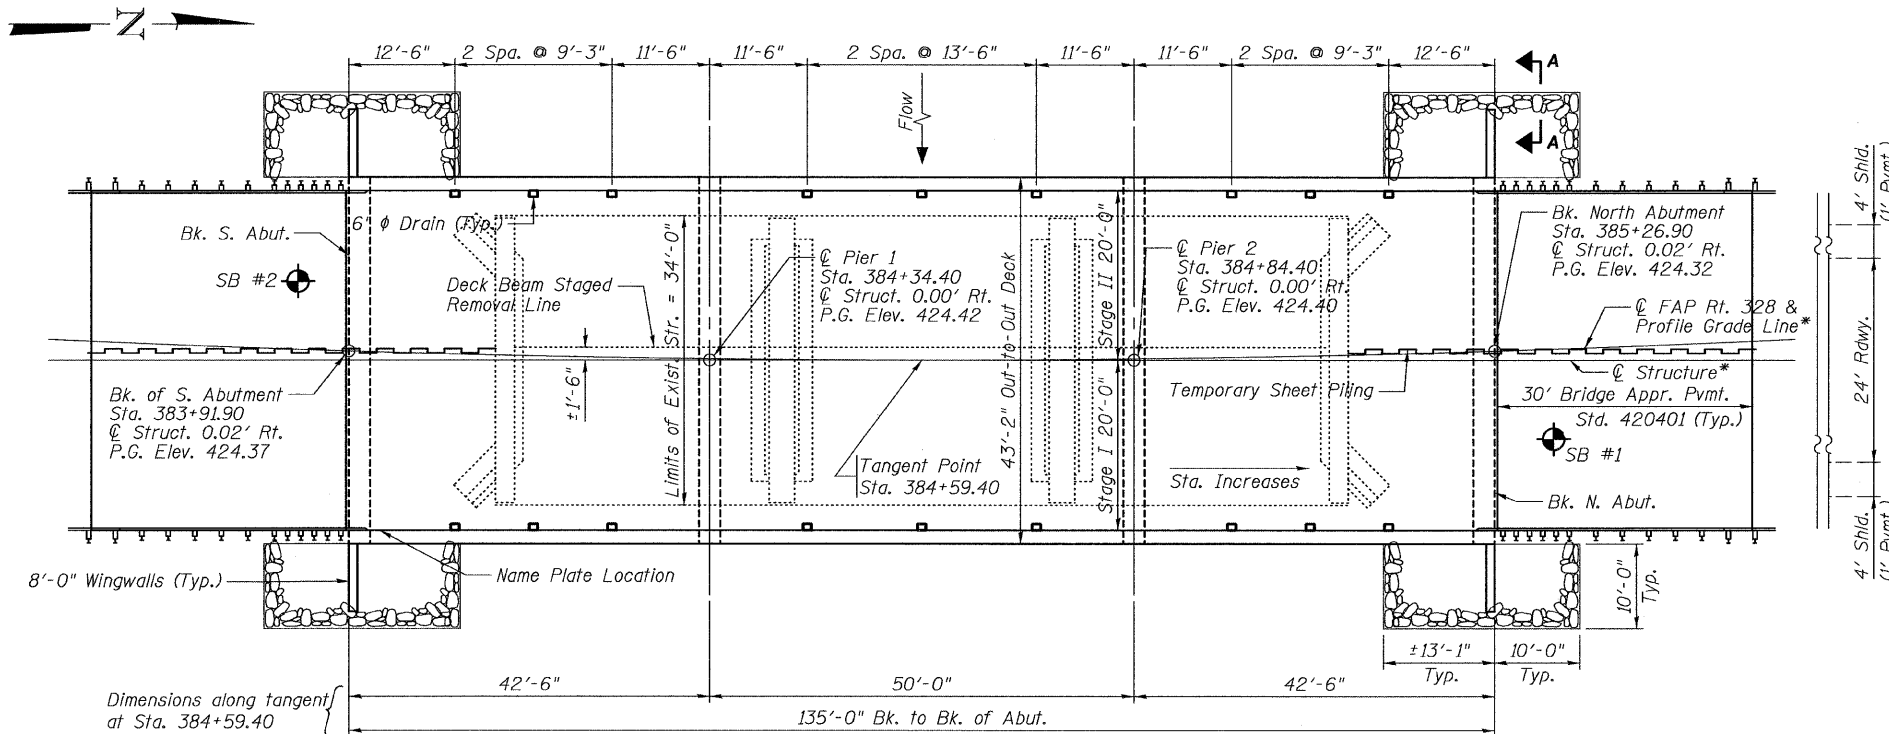 N
12'-6" 2 Spa. @ 9'-3" 11'-6" 11'-6" 2 Spa. @ 13'-6" 11'-6" 11'-6" 2 Spa. @ 9'-3" 12'-6"
A
A
Flow
4' Shld.
(1' Pvmt.)
24' Rdwy.
4' Shld.
(1' Pvmt.)
Bk. S. Abut.
SB #2
6" ϕ Drain (Typ.)
Deck Beam Staged
Removal Line
Limits of Exist. Str. = 34'-0"
±1'-6"
℄ Pier 1
Sta. 384+34.40
℄ Struct. 0.00' Rt.
P.G. Elev. 424.42
43'-2" Out-to-Out Deck
Stage II 20'-0"
Stage I 20'-0"
℄ Pier 2
Sta. 384+84.40
℄ Struct. 0.00' Rt.
P.G. Elev. 424.40
Bk. North Abutment
Sta. 385+26.90
℄ Struct. 0.02' Rt.
P.G. Elev. 424.32
℄ FAP Rt. 328 &
Profile Grade Line*
℄ Structure*
Temporary Sheet Piling
30' Bridge Appr. Pvmt.
Std. 420401 (Typ.)
SB #1
Bk. of S. Abutment
Sta. 383+91.90
℄ Struct. 0.02' Rt.
P.G. Elev. 424.37
Tangent Point
Sta. 384+59.40
Sta. Increases
Bk. N. Abut.
8'-0" Wingwalls (Typ.)
Name Plate Location
10'-0"
Typ.
±13'-1"
Typ.
10'-0"
Typ.
42'-6" 50'-0" 42'-6"
Dimensions along tangent
at Sta. 384+59.40
135'-0" Bk. to Bk. of Abut.